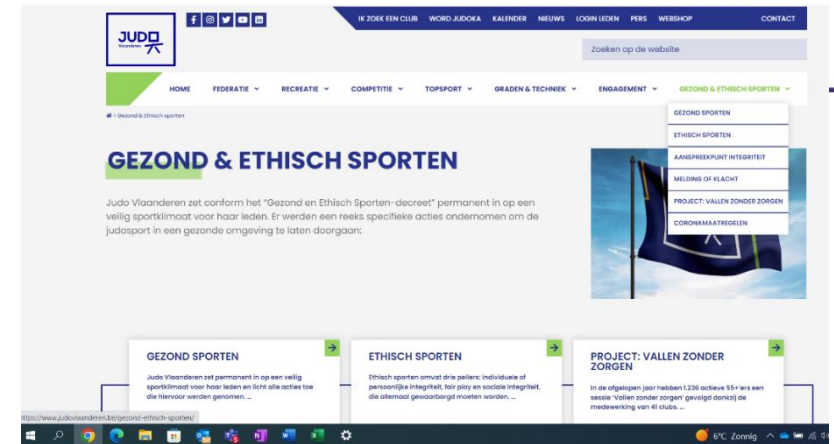 IK ZOEK EEN CLUB WORD JUDOKA KALENDER NIEUWS LOGIN LEDEN PERS WEBSHOP CONTACT
JUDO
Vlaanderen
Zoeken op de website
HOME FEDERATIE RECREATIE COMPETITIE TOPSPORT GRADEN & TECHNIEK ENGAGEMENT GEZOND & ETHISCH SPORTEN
> Gezond & Ethisch sporten
GEZOND SPORTEN
ETHISCH SPORTEN
AANSPREEKPUNT INTEGRITEIT
MELDING OF KLACHT
PROJECT: VALLEN ZONDER ZORGEN
CORONAMAATREGELEN
GEZOND & ETHISCH SPORTEN
Judo Vlaanderen zet conform het "Gezond en Ethisch Sporten-decreet" permanent in op een
veilig sportklimaat voor haar leden. Er werden een reeks specifieke acties ondernomen om de
judosport in een gezonde omgeving te laten doorgaan:
GEZOND SPORTEN
Judo Vlaanderen zet permanent in op een veilig
sportklimaat voor haar leden en licht alle acties toe
die hiervoor werden genomen. ...
ETHISCH SPORTEN
Ethisch sporten omvat drie peilers: individuele of
persoonlijke integriteit, fair play en sociale integriteit,
die allemaal gewaarborgd moeten worden. ...
PROJECT: VALLEN ZONDER
ZORGEN
In de afgelopen jaar hebben 1.236 actieve 55+'ers een
sessie 'Vallen zonder zorgen' gevolgd dankzij de
medewerking van 41 clubs. ...
https://www.judovlaanderen.be/gezond-ethisch-sporten/
6°C Zonnig